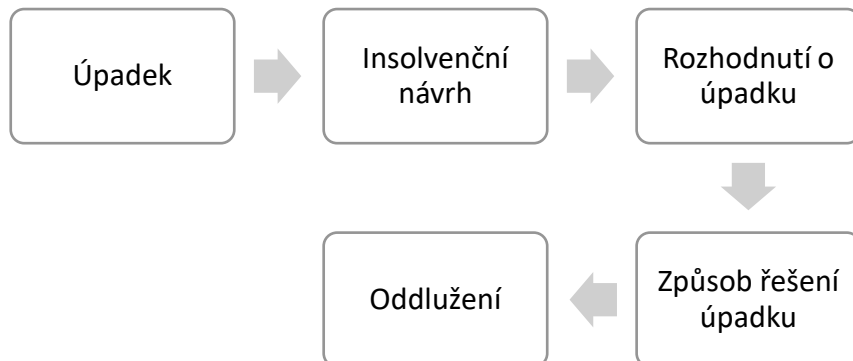 Úpadek
Insolvenční
návrh
Rozhodnutí o
úpadku
Způsob řešení
úpadku
Oddlužení